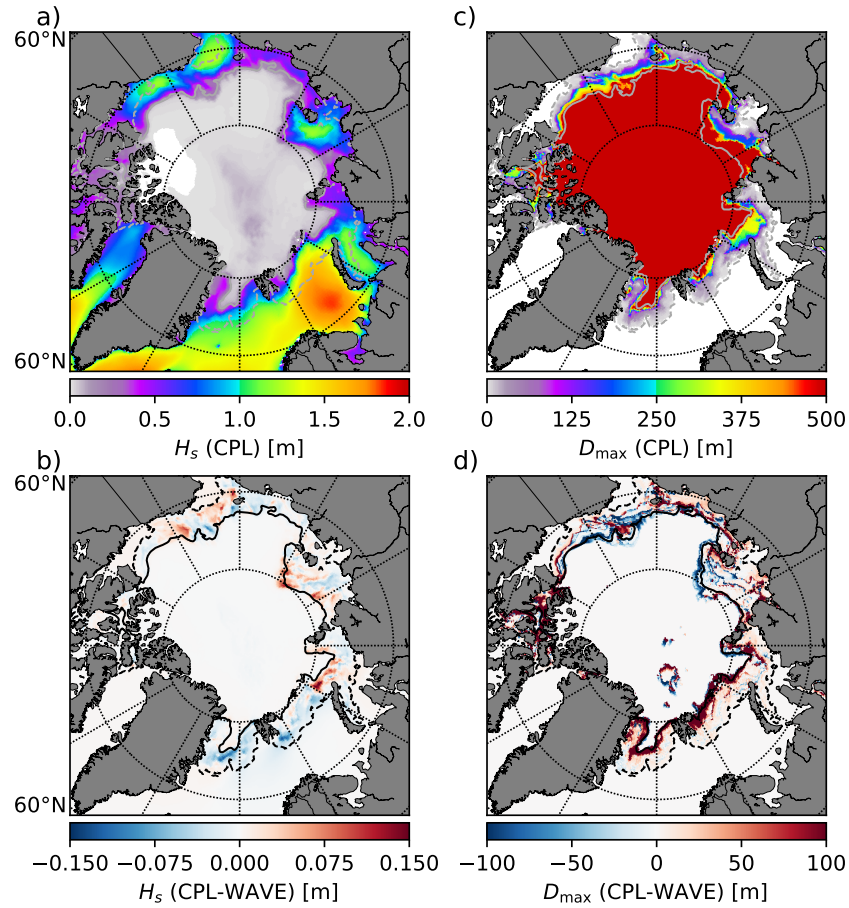 a)
60°N
60°N
0.0 0.5 1.0 1.5 2.0
H_s (CPL) [m]
c)
0 125 250 375 500
D_max (CPL) [m]
b)
60°N
60°N
−0.150 −0.075 0.000 0.075 0.150
H_s (CPL-WAVE) [m]
d)
−100 −50 0 50 100
D_max (CPL-WAVE) [m]